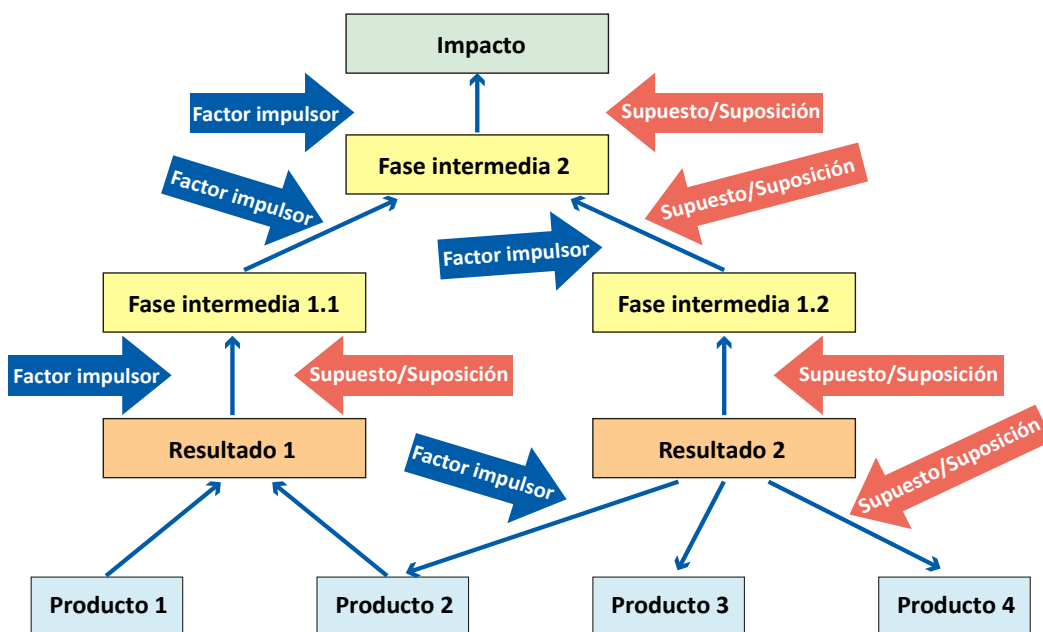 Impacto
Factor impulsor
Supuesto/Suposición
Fase intermedia 2
Factor impulsor
Supuesto/Suposición
Factor impulsor
Fase intermedia 1.1
Fase intermedia 1.2
Factor impulsor
Supuesto/Suposición
Supuesto/Suposición
Resultado 1
Resultado 2
Factor impulsor
Supuesto/Suposición
Producto 1
Producto 2
Producto 3
Producto 4